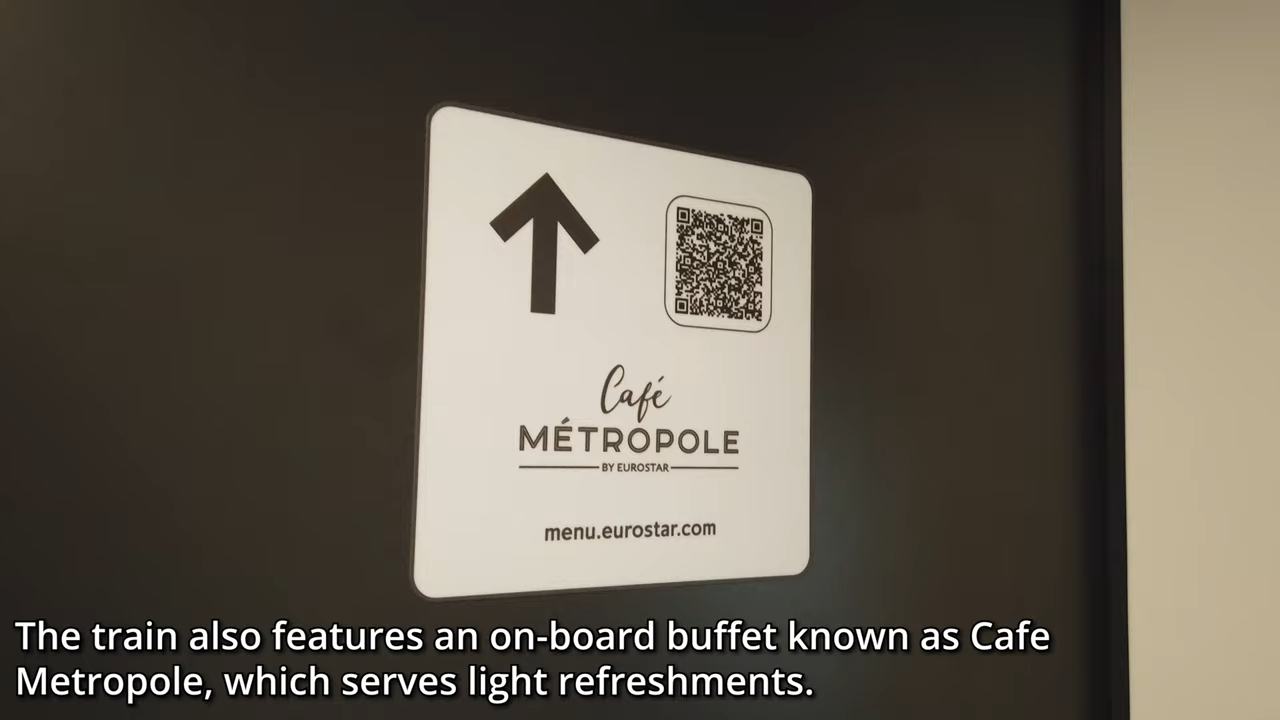 Café
MÉTROPOLE
BY EUROSTAR
menu.eurostar.com
The train also features an on-board buffet known as Cafe
Metropole, which serves light refreshments.